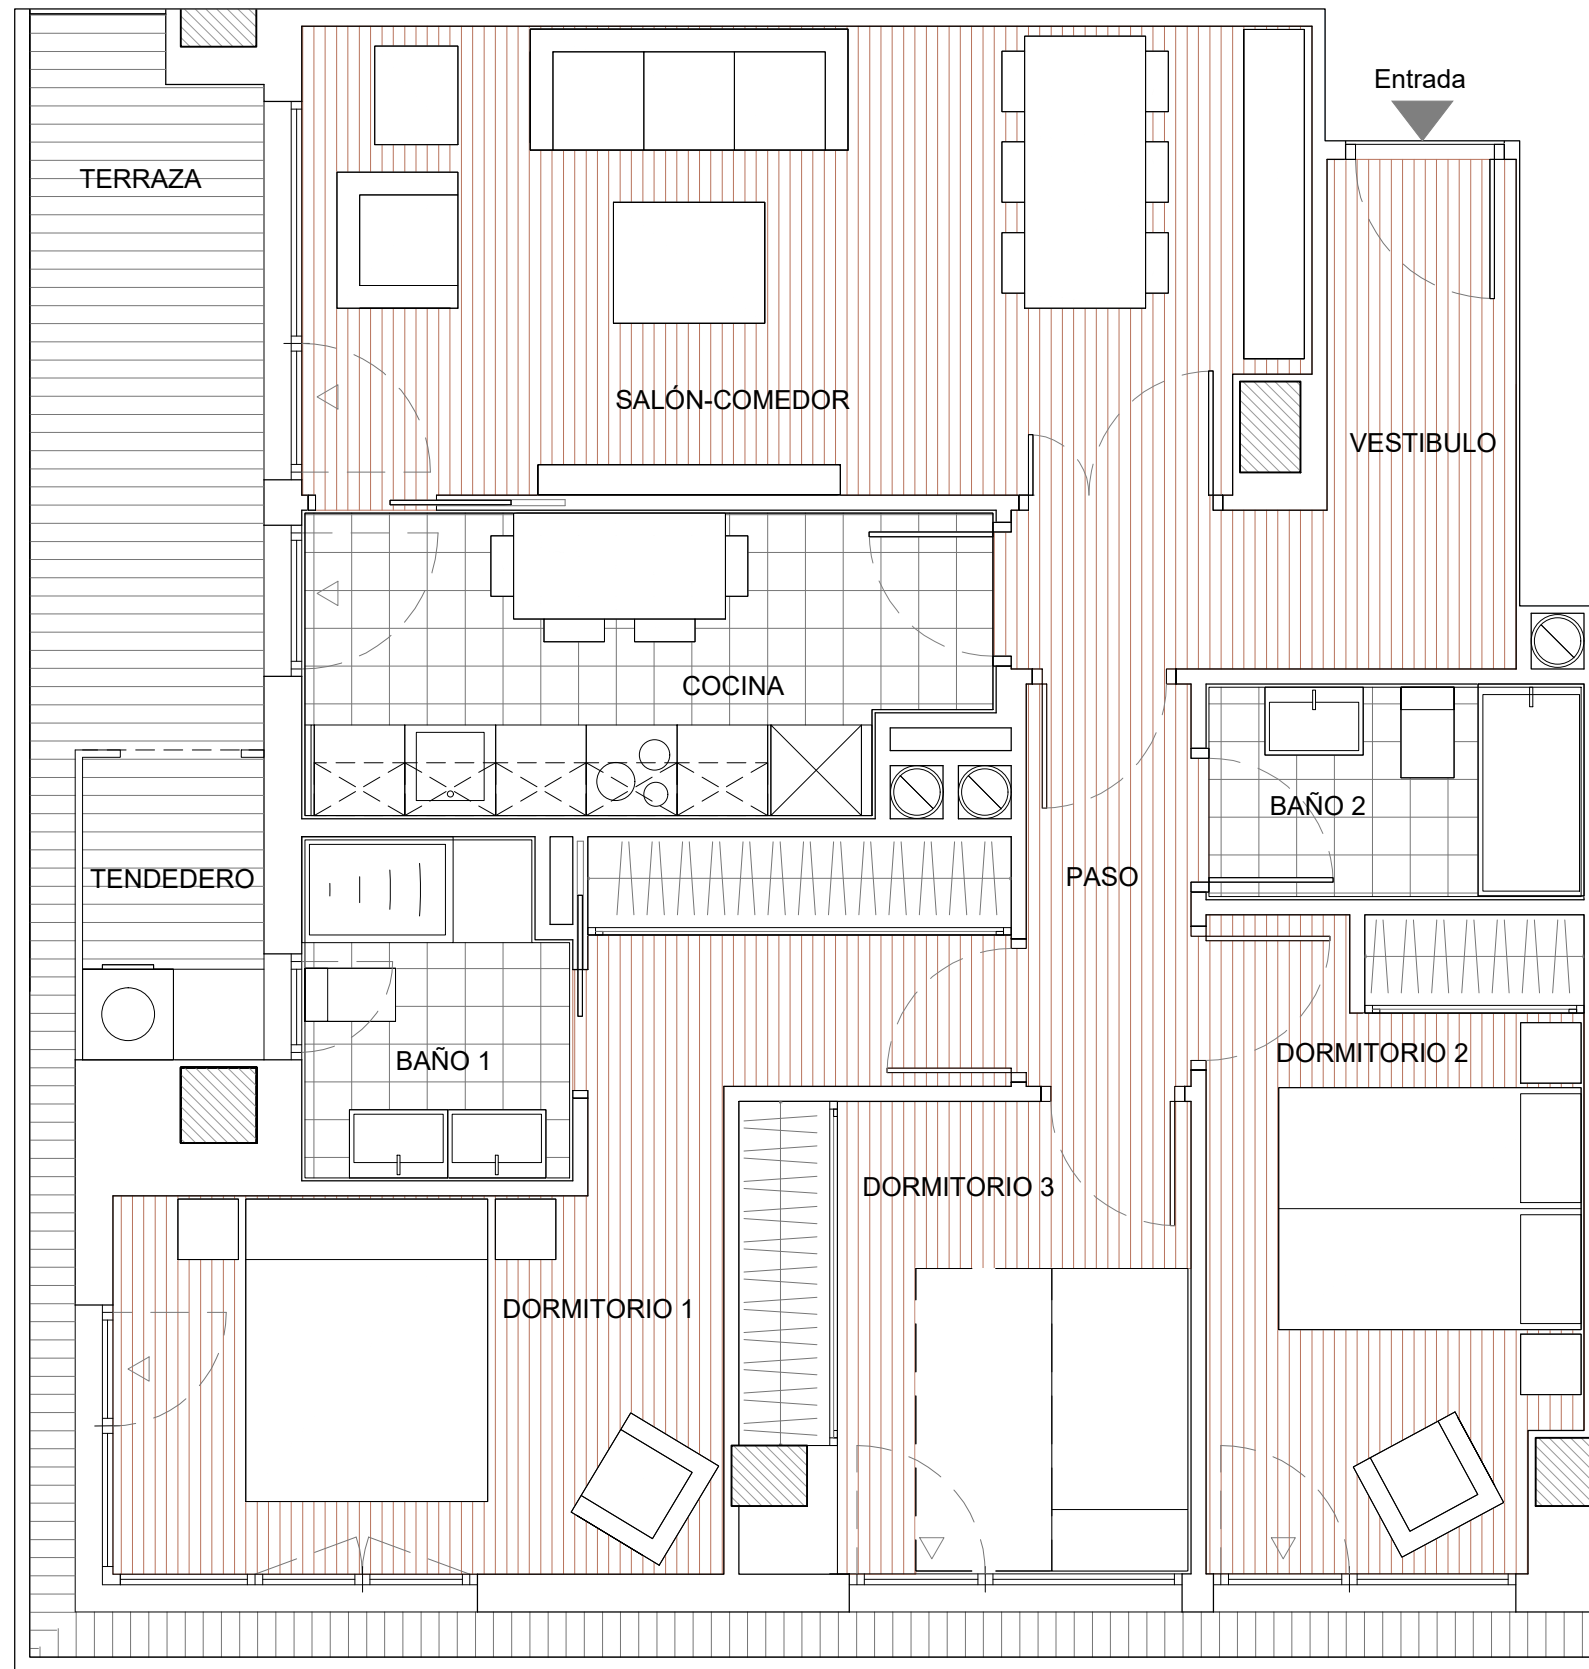 Entrada
TERRAZA
SALÓN-COMEDOR
VESTIBULO
COCINA
BAÑO 2
TENDEDERO
PASO
BAÑO 1
DORMITORIO 2
DORMITORIO 3
DORMITORIO 1